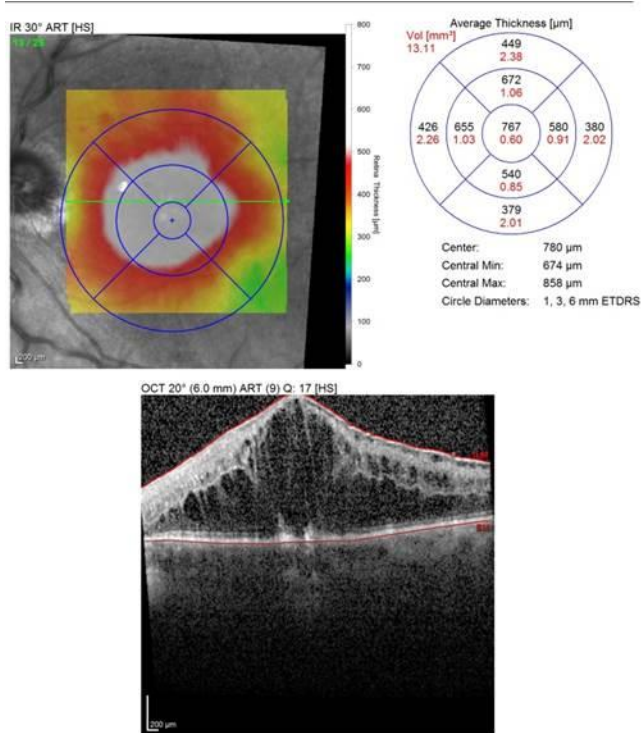 IR 30° ART [HS]
13 / 25
800
700
600
500
400
300
200
100
0
Retina Thickness [µm]
200 µm
Average Thickness [µm]
Vol [mm³]
13.11
449
2.38
672
1.06
426 655 767 580 380
2.26 1.03 0.60 0.91 2.02
540
0.85
379
2.01
Center: 780 µm
Central Min: 674 µm
Central Max: 858 µm
Circle Diameters: 1, 3, 6 mm ETDRS
OCT 20° (6.0 mm) ART (9) Q: 17 [HS]
200 µm